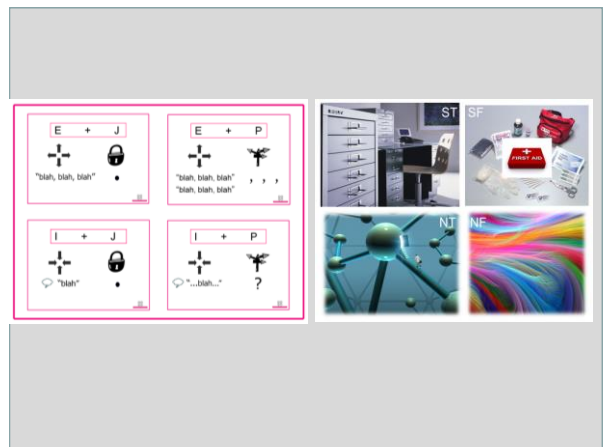 E + J
"blah, blah, blah"
.
E + P
"blah, blah, blah"
"blah, blah, blah"
, , ,
I + J
"blah"
.
I + P
"...blah..."
?
ST
SF
FIRST AID
NT
NF